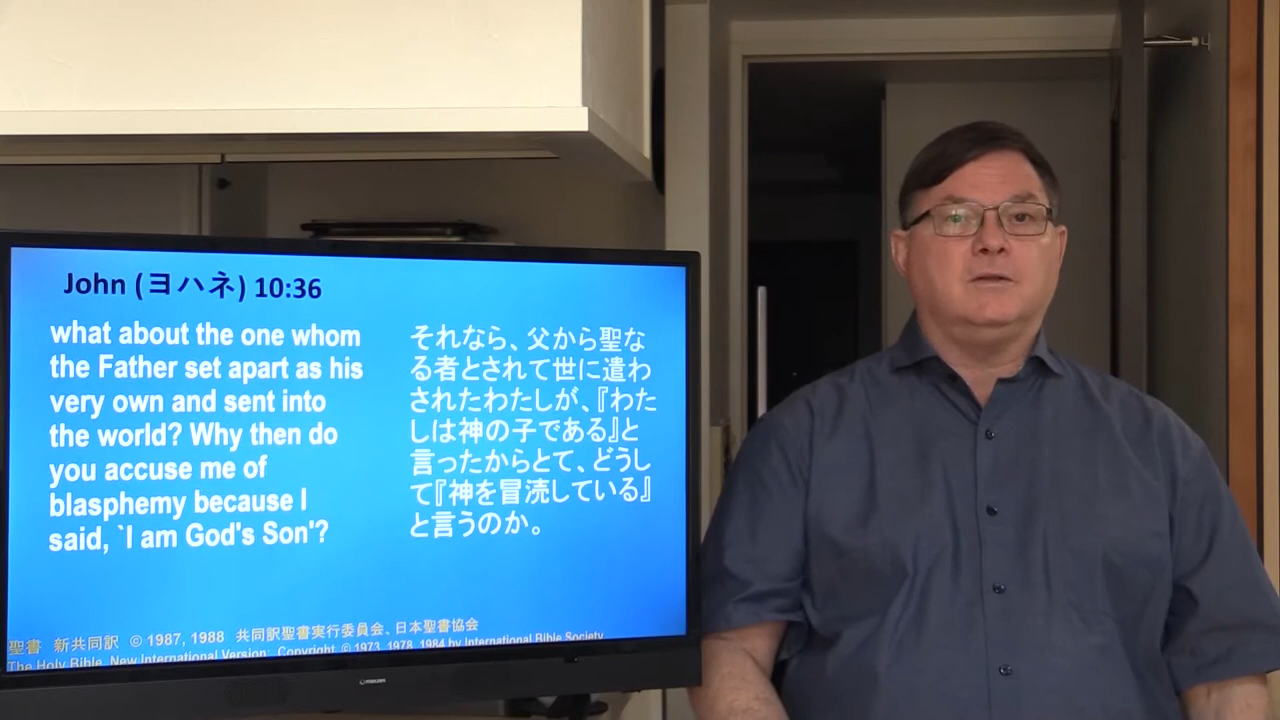 John (ヨハネ) 10:36
what about the one whom
the Father set apart as his
very own and sent into
the world? Why then do
you accuse me of
blasphemy because I
said, `I am God's Son'?
それなら、父から聖な
る者とされて世に遣わ
されたわたしが、『わた
しは神の子である』と
言ったからとて、どうし
て『神を冒涜している』
と言うのか。
聖書 新共同訳 © 1987, 1988 共同訳聖書実行委員会、日本聖書協会
The Holy Bible, New International Version; Copyright © 1973, 1978, 1984 by International Bible Society
maxzen